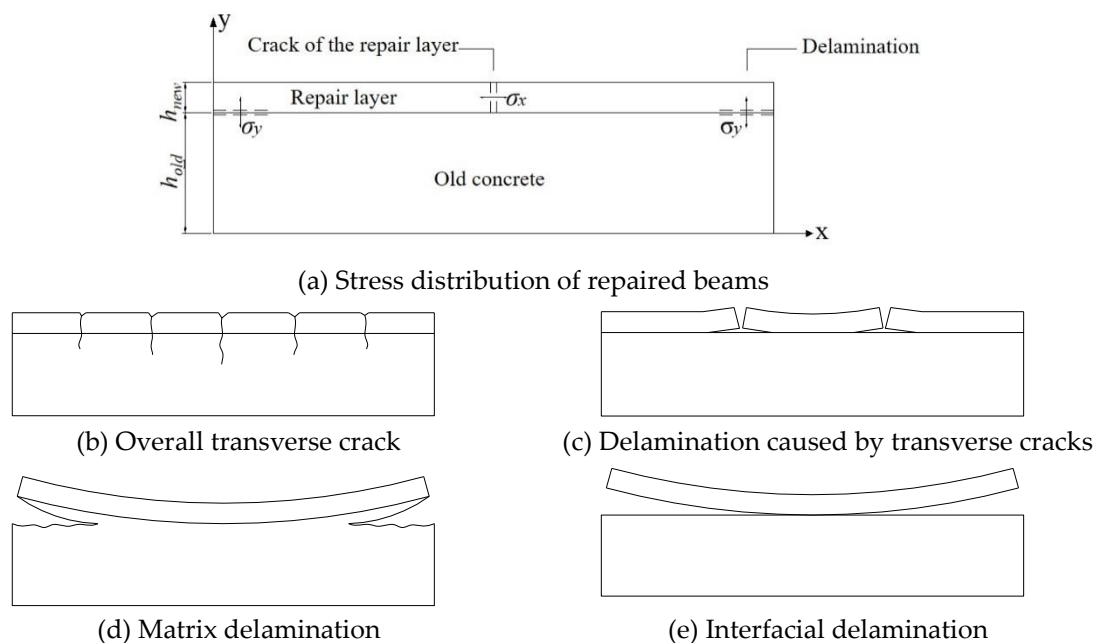 y
Crack of the repair layer
Delamination
h_new
Repair layer
σx
σy
σy
h_old
Old concrete
x
(a) Stress distribution of repaired beams
(b) Overall transverse crack
(c) Delamination caused by transverse cracks
(d) Matrix delamination
(e) Interfacial delamination